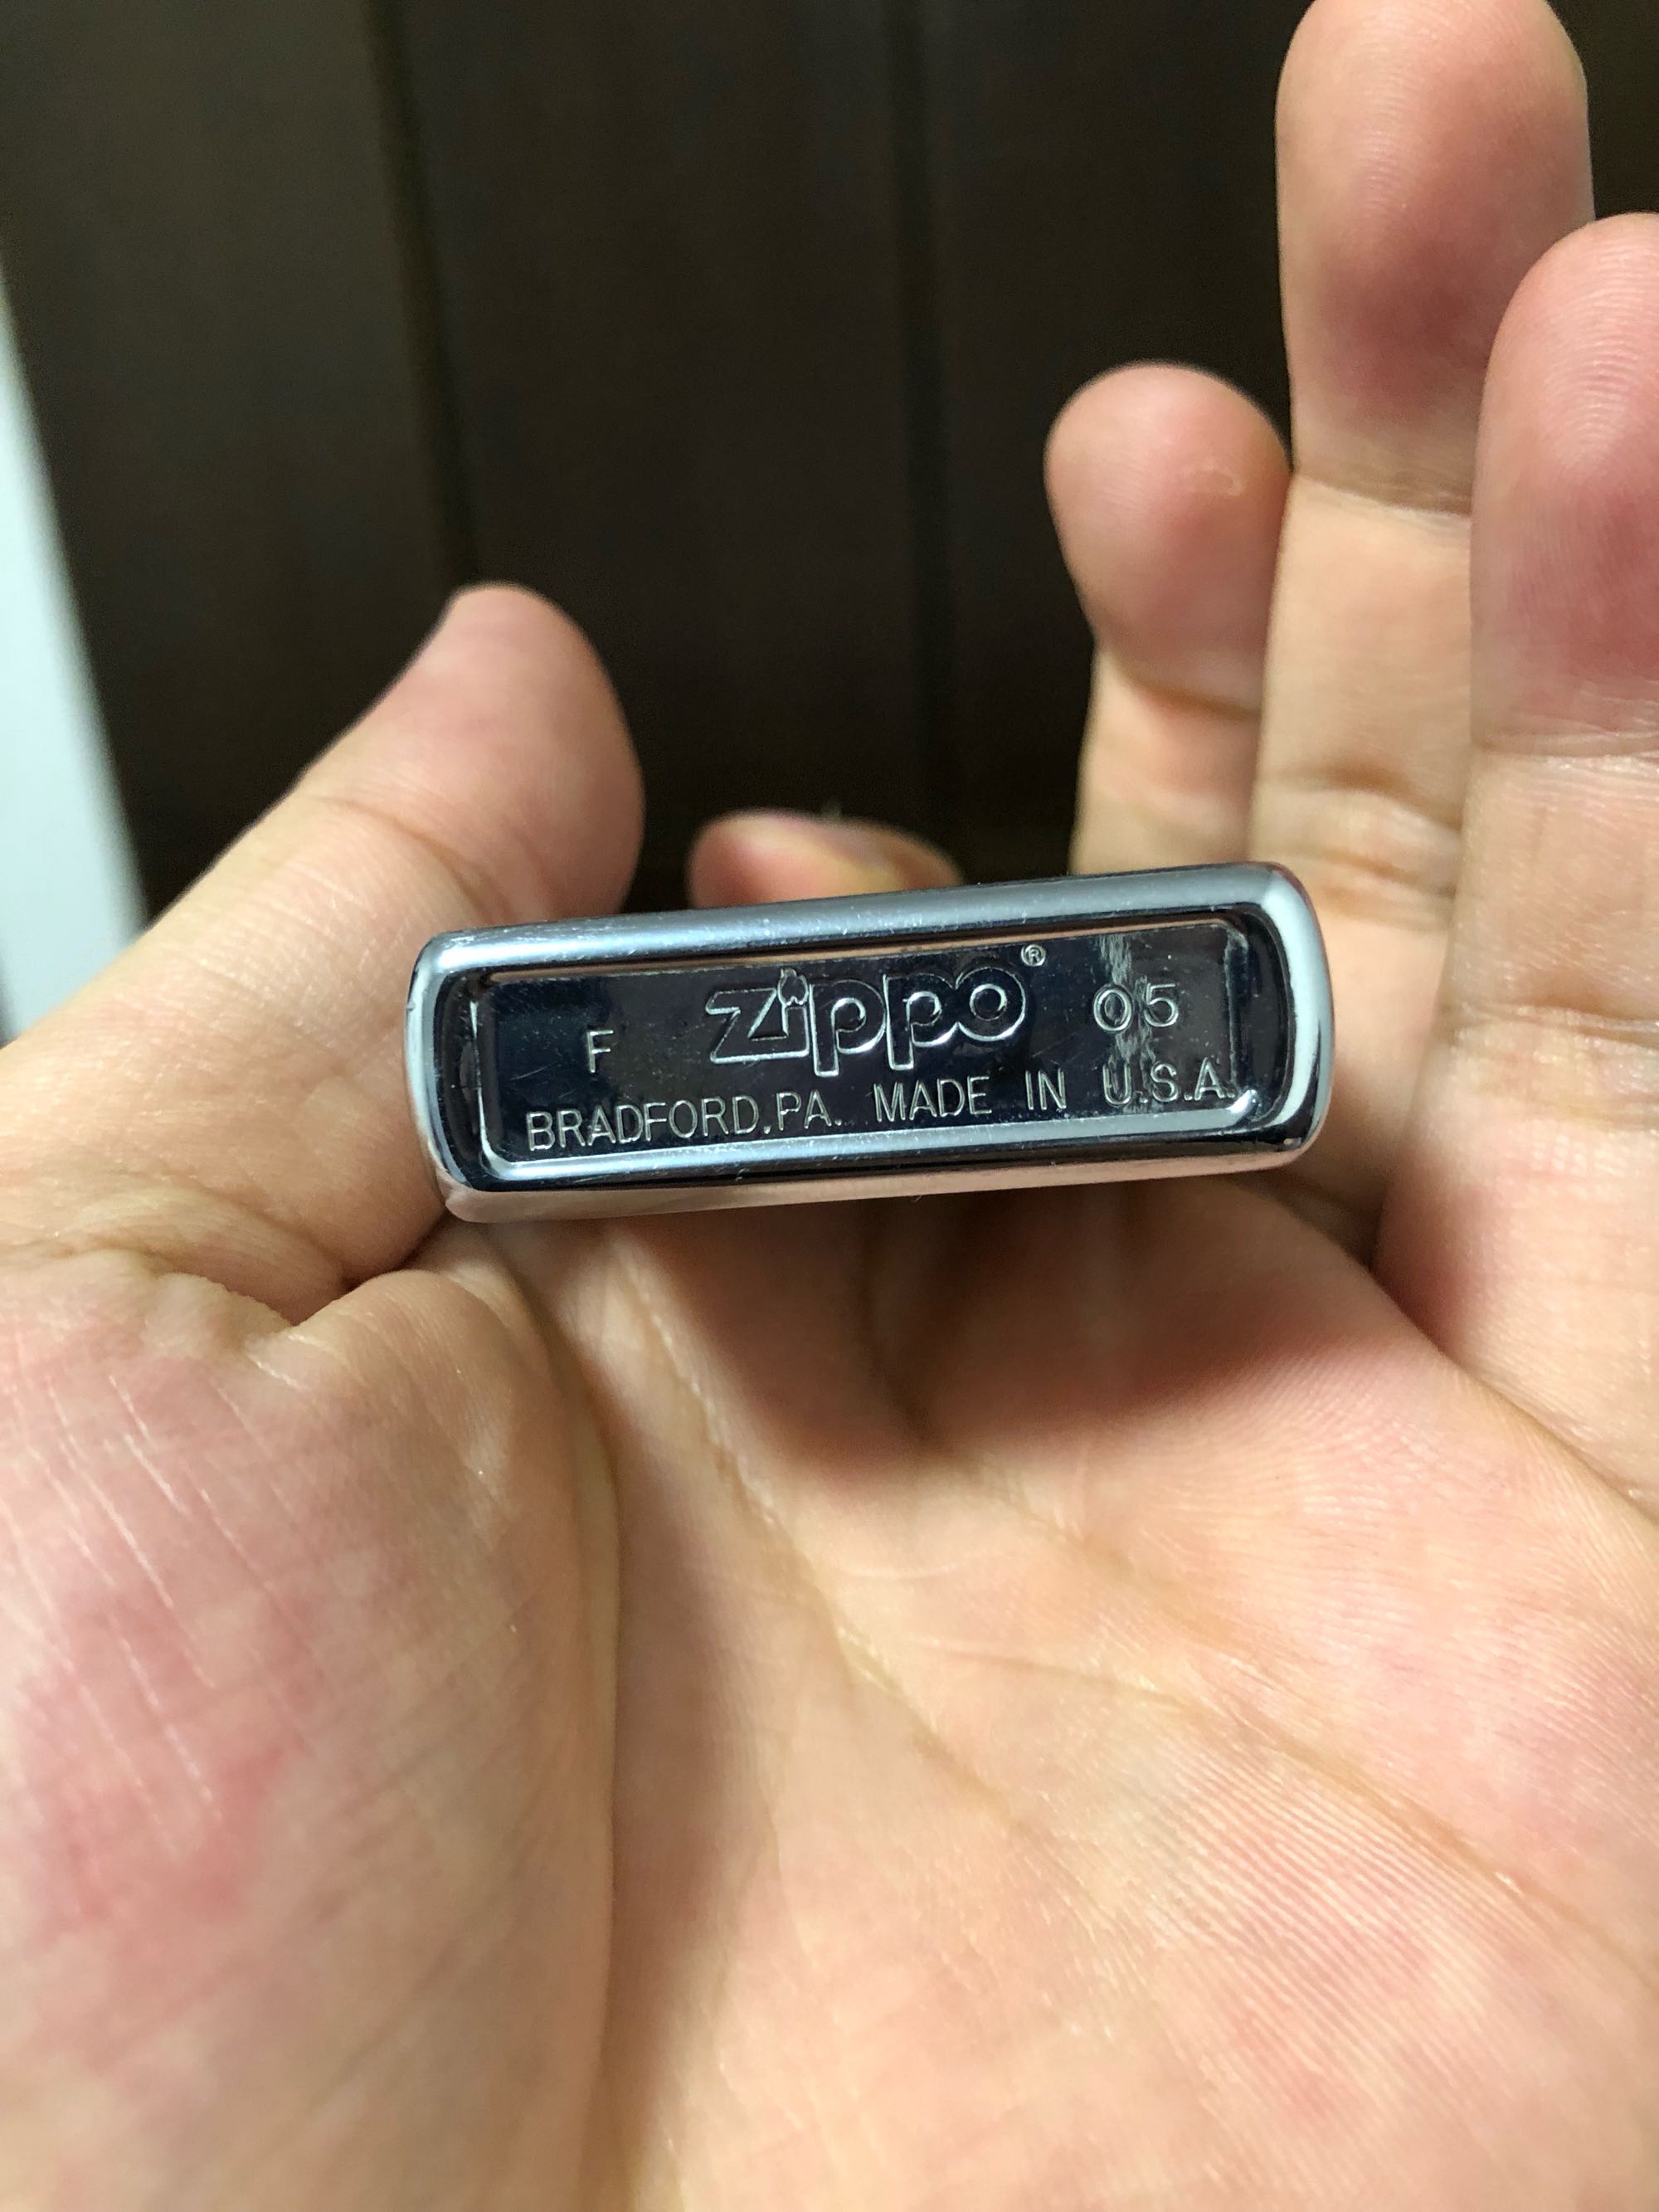 F zippo® 05
BRADFORD,PA. MADE IN U.S.A.